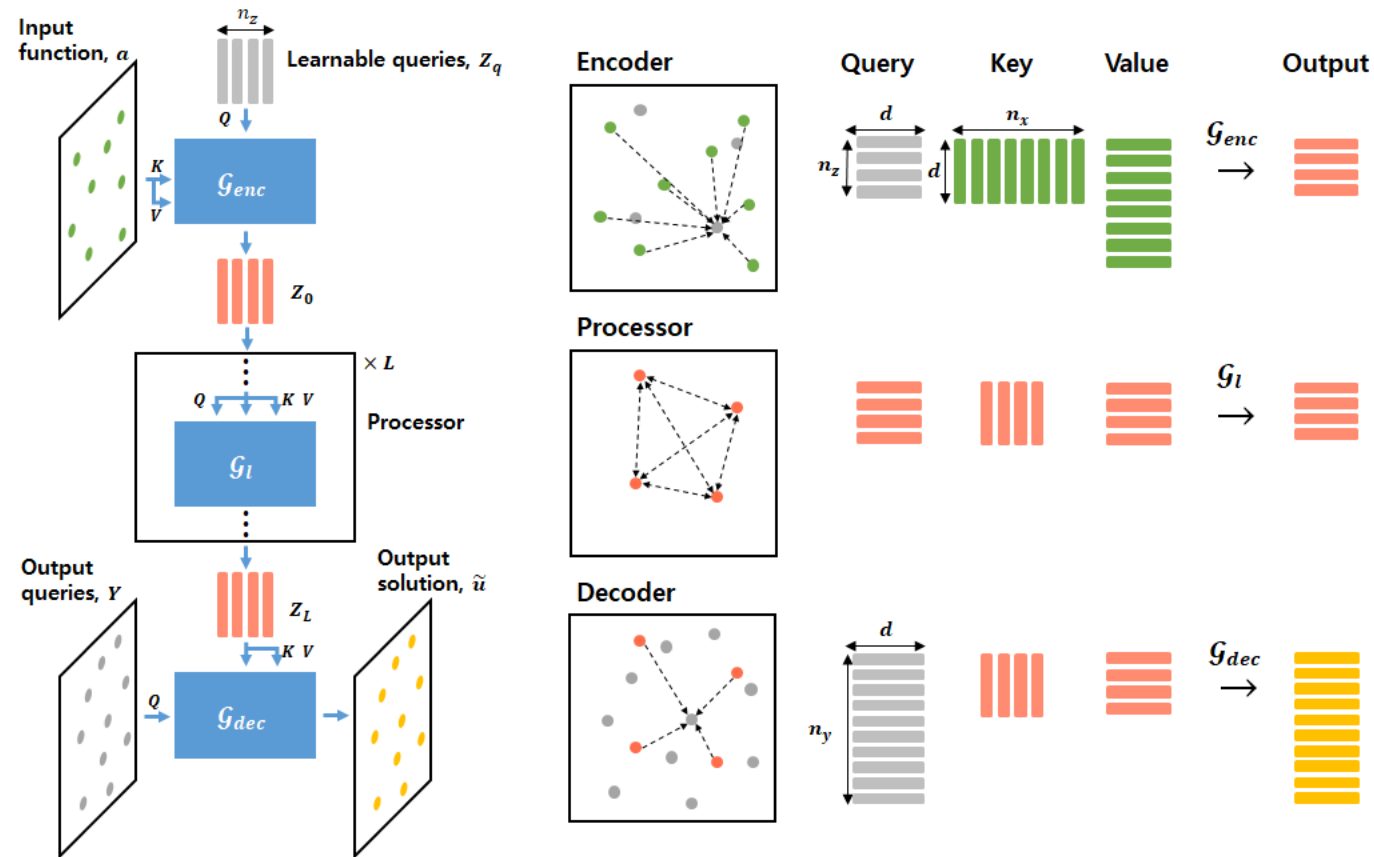 Input
function, a
n_z
Learnable queries, Z_q
Q
K
V
𝒢_enc
Z_0
× L
Q
K V
Processor
𝒢_l
Output
queries, Y
Z_L
Output
solution, ũ
K V
Q
𝒢_dec
Encoder
Processor
Decoder
Query
Key
Value
Output
d
n_z
n_x
d
𝒢_enc
→
𝒢_l
→
d
n_y
𝒢_dec
→